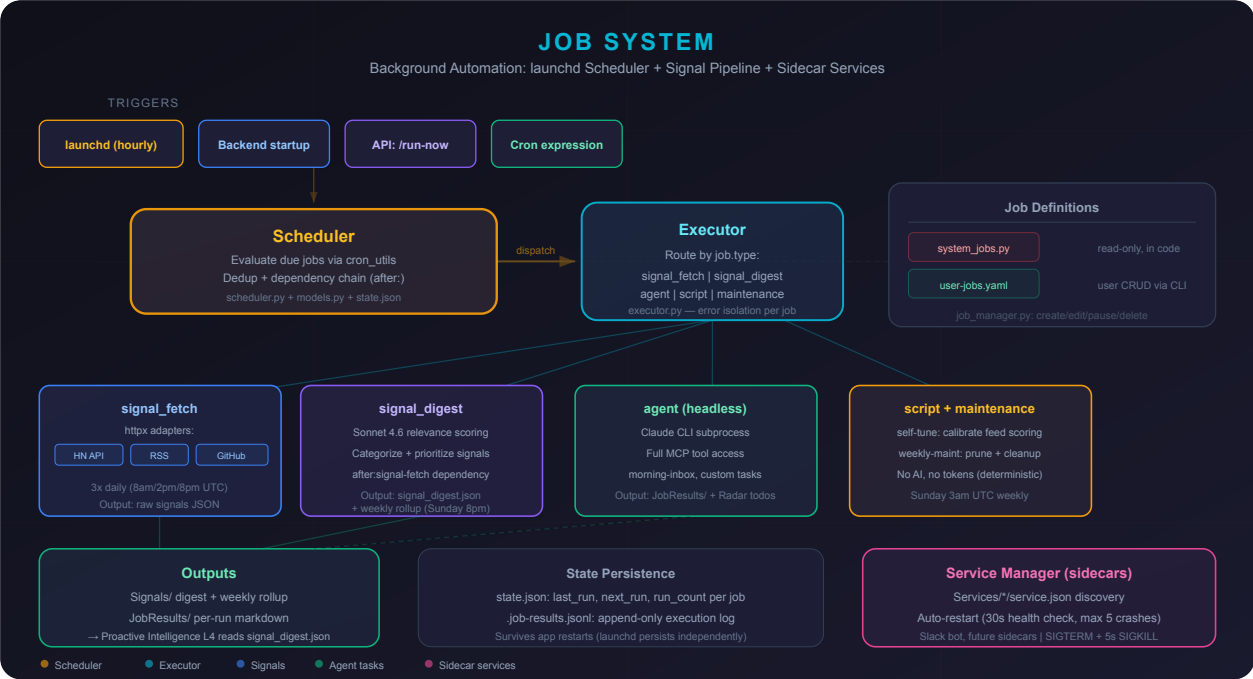 JOB SYSTEM
Background Automation: launchd Scheduler + Signal Pipeline + Sidecar Services
TRIGGERS
launchd (hourly)
Backend startup
API: /run-now
Cron expression
Scheduler
Evaluate due jobs via cron_utils
Dedup + dependency chain (after:)
scheduler.py + models.py + state.json
dispatch
Executor
Route by job.type:
signal_fetch | signal_digest
agent | script | maintenance
executor.py — error isolation per job
Job Definitions
system_jobs.py
read-only, in code
user-jobs.yaml
user CRUD via CLI
job_manager.py: create/edit/pause/delete
signal_fetch
httpx adapters:
HN API
RSS
GitHub
3x daily (8am/2pm/8pm UTC)
Output: raw signals JSON
signal_digest
Sonnet 4.6 relevance scoring
Categorize + prioritize signals
after:signal-fetch dependency
Output: signal_digest.json
+ weekly rollup (Sunday 8pm)
agent (headless)
Claude CLI subprocess
Full MCP tool access
morning-inbox, custom tasks
Output: JobResults/ + Radar todos
script + maintenance
self-tune: calibrate feed scoring
weekly-maint: prune + cleanup
No AI, no tokens (deterministic)
Sunday 3am UTC weekly
Outputs
Signals/ digest + weekly rollup
JobResults/ per-run markdown
→ Proactive Intelligence L4 reads signal_digest.json
State Persistence
state.json: last_run, next_run, run_count per job
.job-results.jsonl: append-only execution log
Survives app restarts (launchd persists independently)
Service Manager (sidecars)
Services/*/service.json discovery
Auto-restart (30s health check, max 5 crashes)
Slack bot, future sidecars | SIGTERM + 5s SIGKILL
Scheduler
Executor
Signals
Agent tasks
Sidecar services